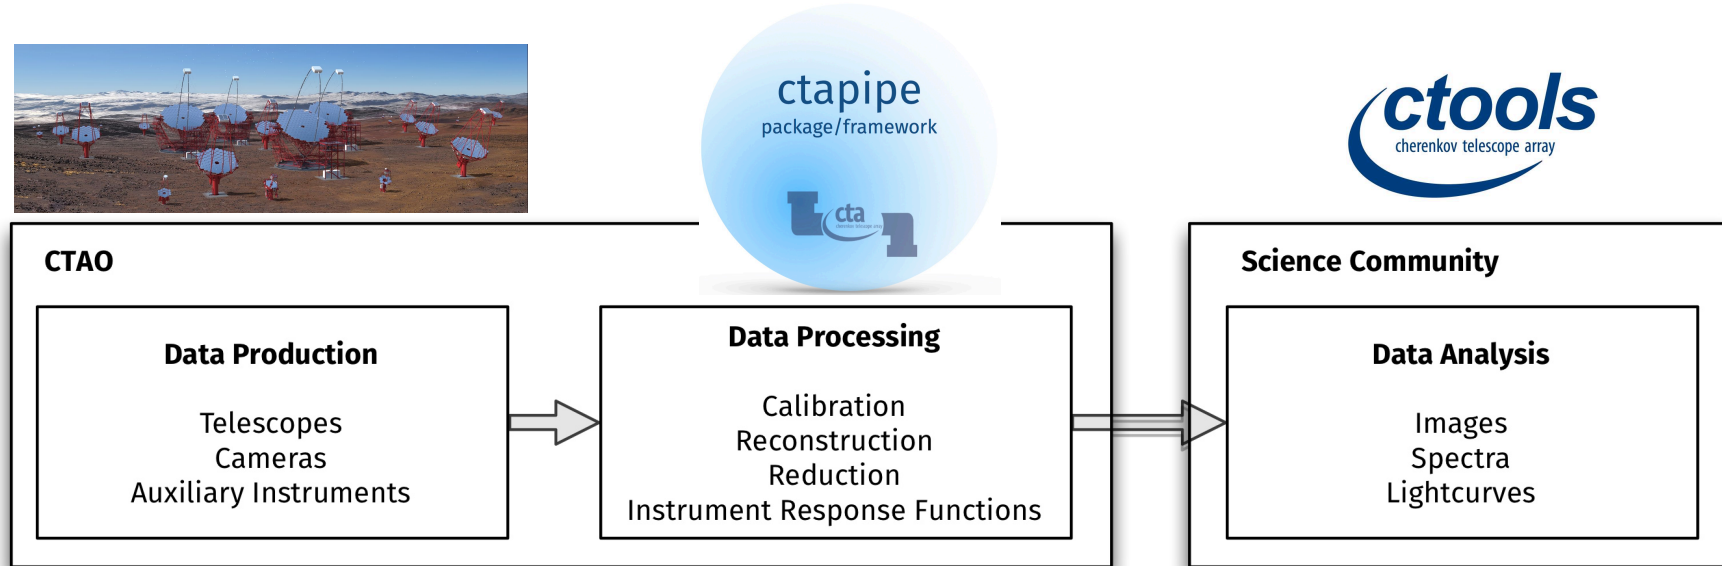 ctapipe
package/framework
cta
ctools
cherenkov telescope array
CTAO
Data Production
Telescopes
Cameras
Auxiliary Instruments
Data Processing
Calibration
Reconstruction
Reduction
Instrument Response Functions
Science Community
Data Analysis
Images
Spectra
Lightcurves